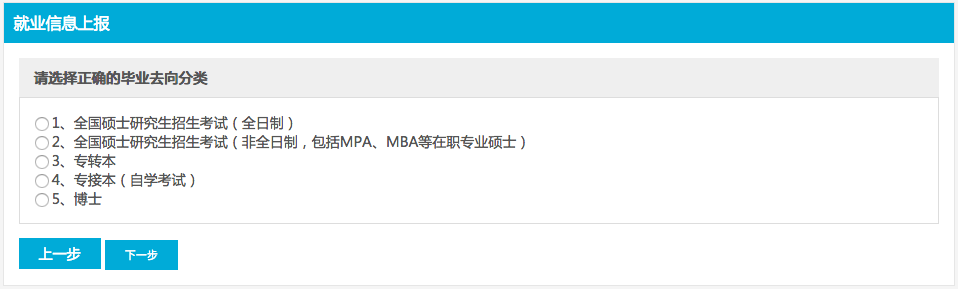 就业信息上报
请选择正确的毕业去向分类
1、全国硕士研究生招生考试（全日制）
2、全国硕士研究生招生考试（非全日制，包括MPA、MBA等在职专业硕士）
3、专转本
4、专接本（自学考试）
5、博士
上一步 下一步